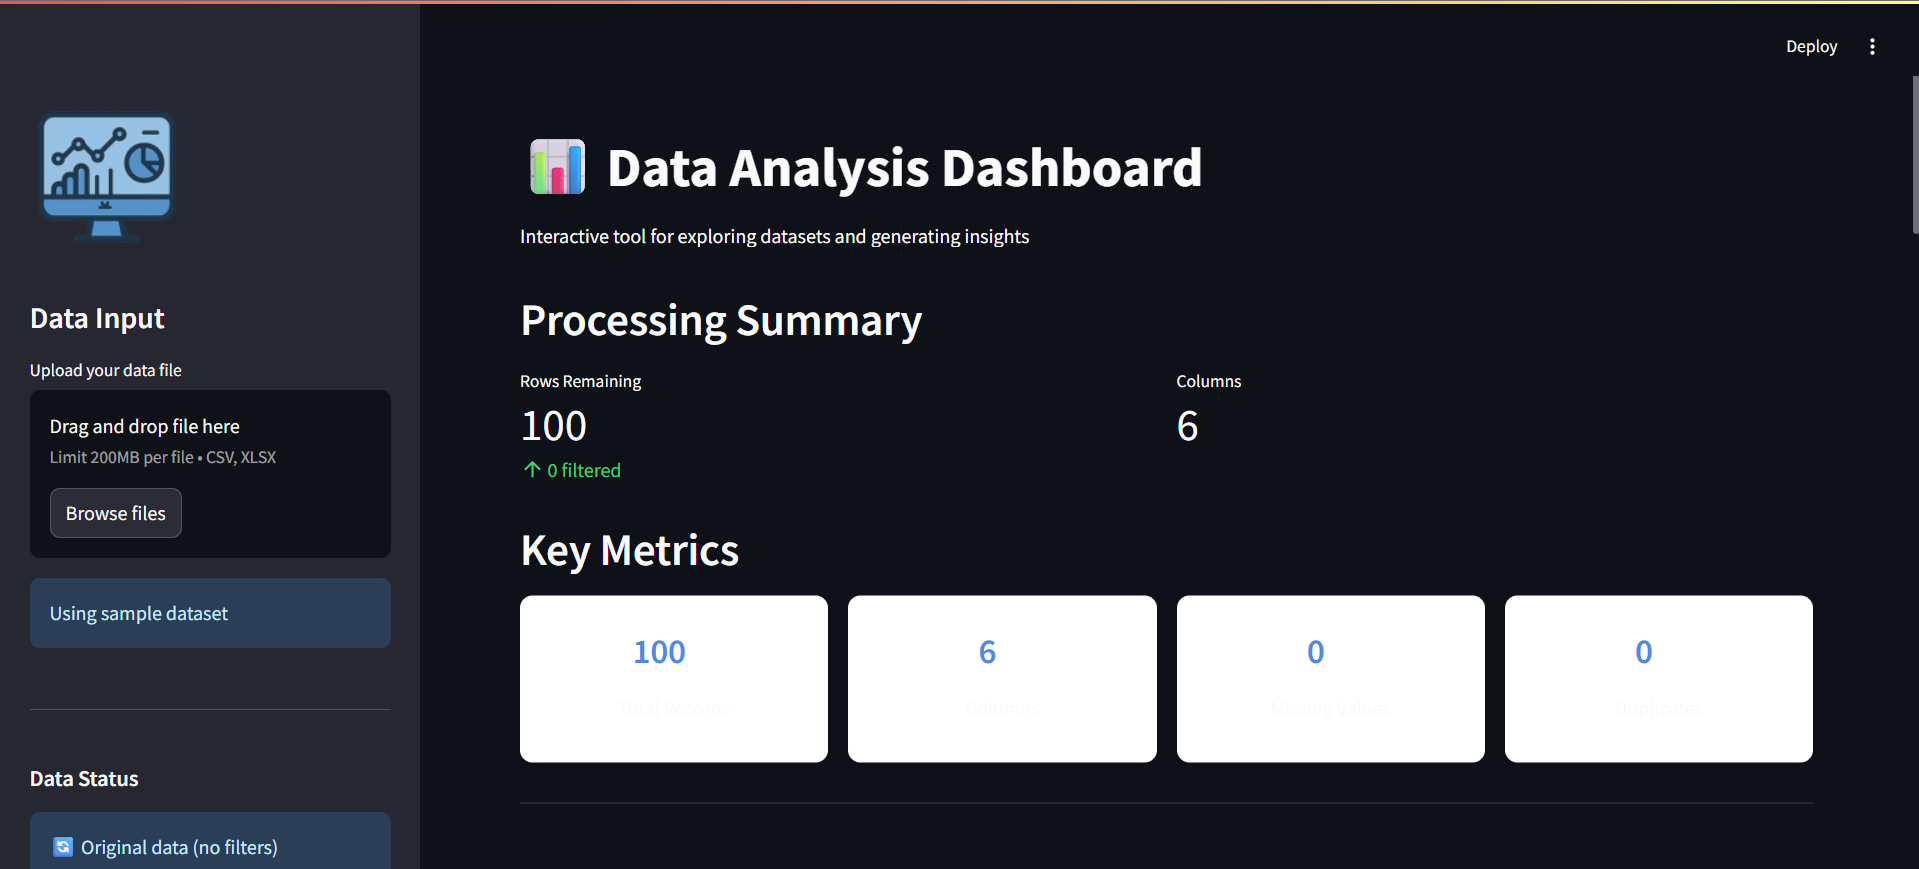 Deploy
Data Analysis Dashboard
Interactive tool for exploring datasets and generating insights
Processing Summary
Rows Remaining
100
0 filtered
Columns
6
Key Metrics
100
Total Records
6
Columns
0
Missing Values
0
Duplicates
Data Input
Upload your data file
Drag and drop file here
Limit 200MB per file • CSV, XLSX
Browse files
Using sample dataset
Data Status
Original data (no filters)